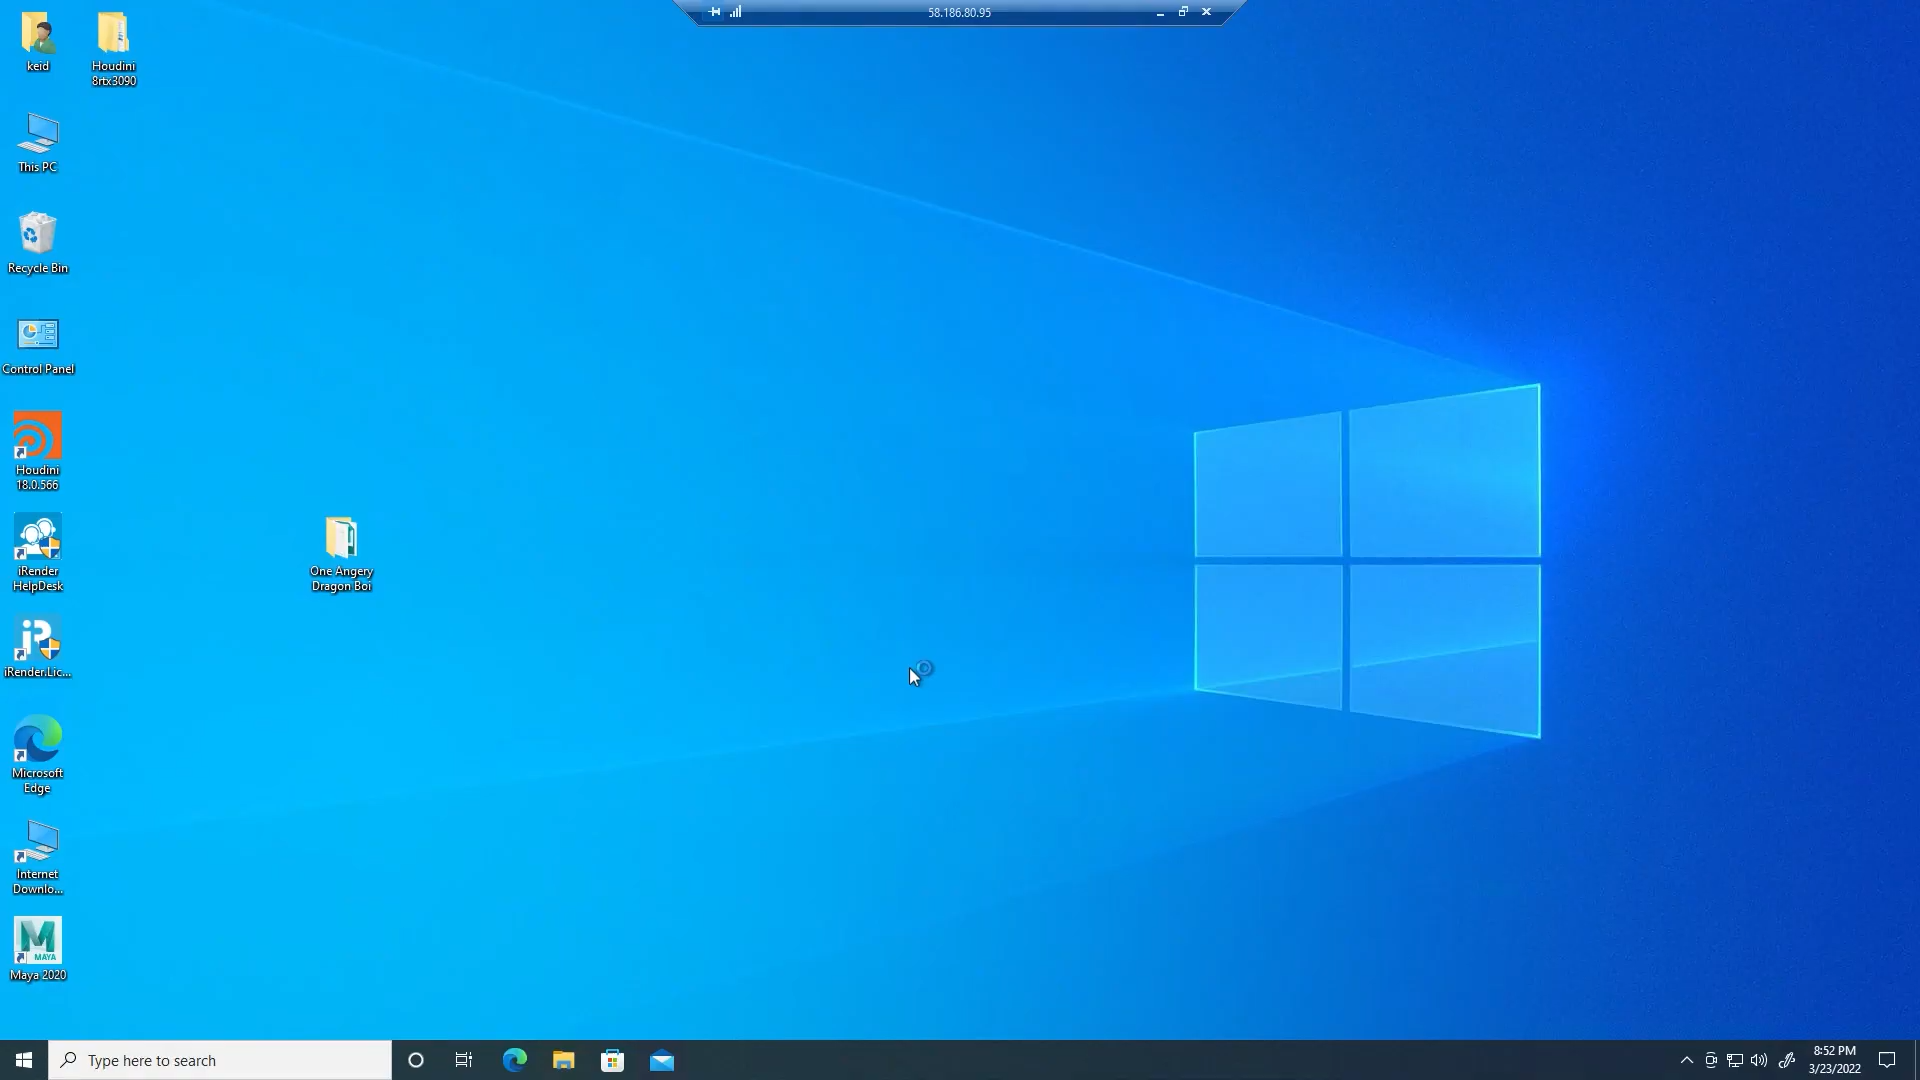 58.186.80.95
keid
Houdini
8rtx3090
This PC
Recycle Bin
Control Panel
Houdini
18.0.566
One Angery
Dragon Boi
iRender
HelpDesk
iRender.Lic...
Microsoft
Edge
Internet
Downlo...
MAYA
Maya 2020
Type here to search
8:52 PM
3/23/2022